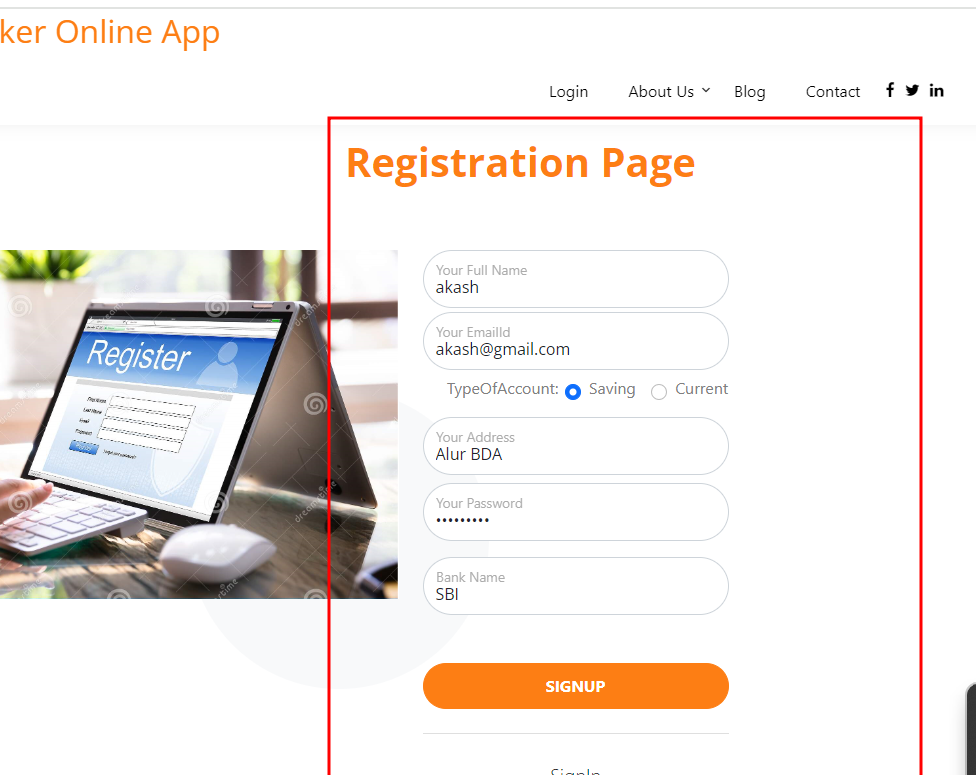 ker Online App
Login About Us Blog Contact
Registration Page
Register
Your Full Name
akash
Your EmailId
akash@gmail.com
TypeOfAccount: Saving Current
Your Address
Alur BDA
Your Password
•••••••••
Bank Name
SBI
SIGNUP
SignIn